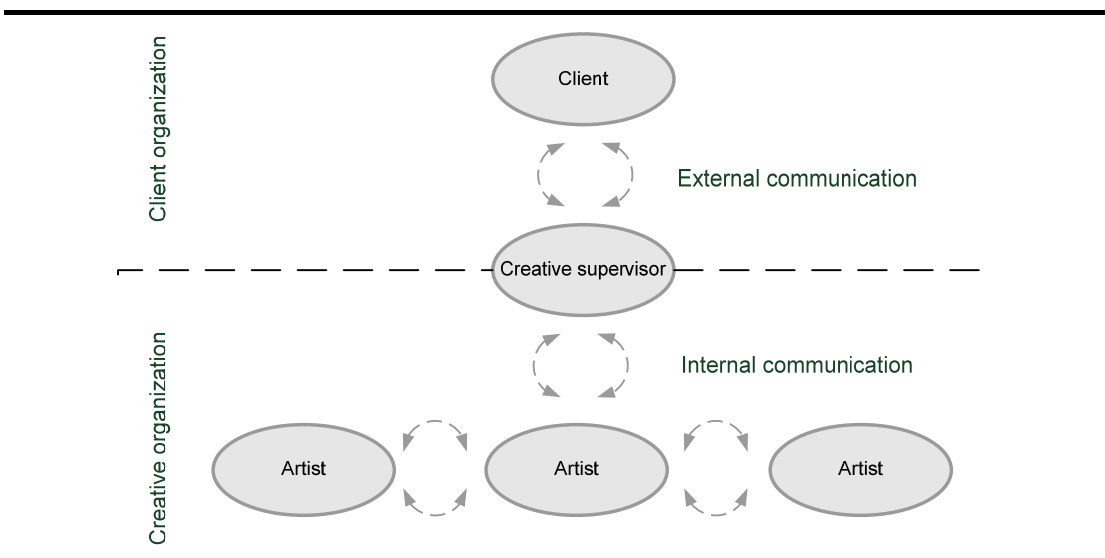 Client organization
Client
External communication
Creative supervisor
Internal communication
Creative organization
Artist
Artist
Artist